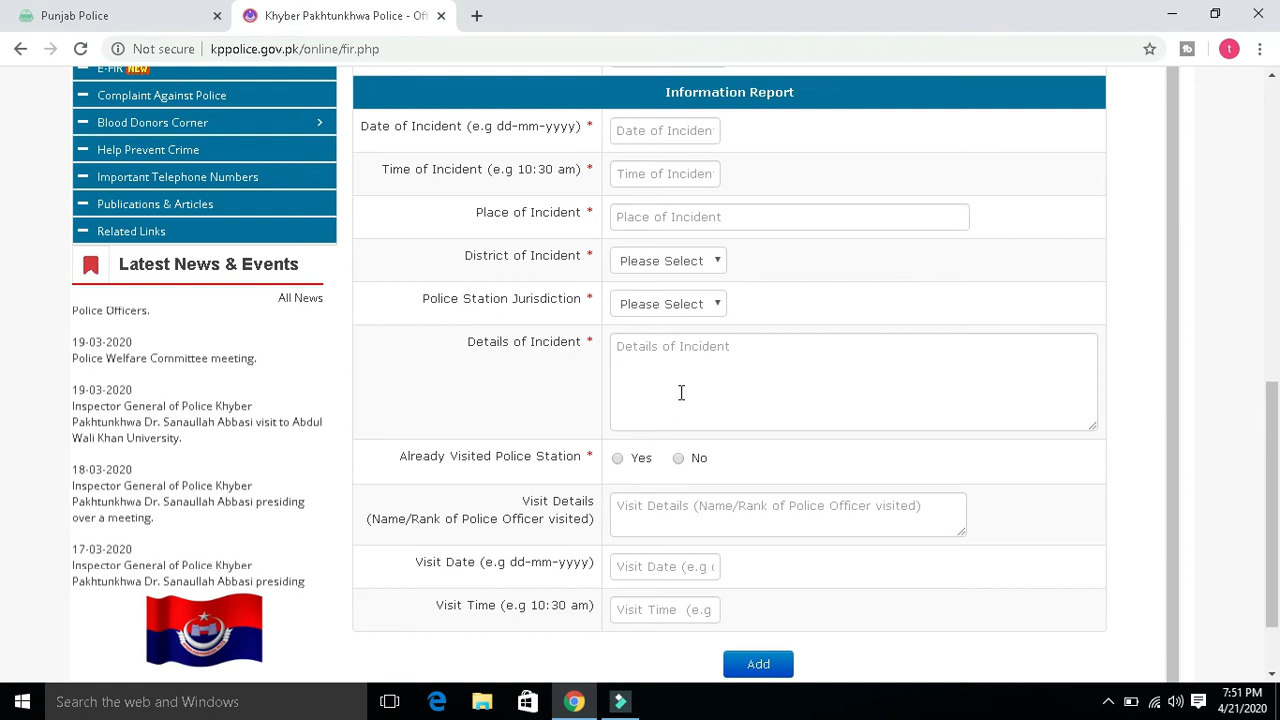 Punjab Police
Khyber Pakhtunkhwa Police - Off
t
Not secure
kppolice.gov.pk/online/fir.php
E-FIR NEW
Complaint Against Police
Blood Donors Corner
Help Prevent Crime
Important Telephone Numbers
Publications & Articles
Related Links
Latest News & Events
All News
Police Officers.
19-03-2020
Police Welfare Committee meeting.
19-03-2020
Inspector General of Police Khyber
Pakhtunkhwa Dr. Sanaullah Abbasi visit to Abdul
Wali Khan University.
18-03-2020
Inspector General of Police Khyber
Pakhtunkhwa Dr. Sanaullah Abbasi presiding
over a meeting.
17-03-2020
Inspector General of Police Khyber
Pakhtunkhwa Dr. Sanaullah Abbasi presiding
Information Report
Date of Incident (e.g dd-mm-yyyy) * Date of Inciden
Time of Incident (e.g 10:30 am) * Time of Inciden
Place of Incident * Place of Incident
District of Incident * Please Select
Police Station Jurisdiction * Please Select
Details of Incident * Details of Incident
Already Visited Police Station * Yes No
Visit Details
(Name/Rank of Police Officer visited)
Visit Details (Name/Rank of Police Officer visited)
Visit Date (e.g dd-mm-yyyy) Visit Date (e.g
Visit Time (e.g 10:30 am) Visit Time (e.g
Add
Search the web and Windows
7:51 PM
4/21/2020